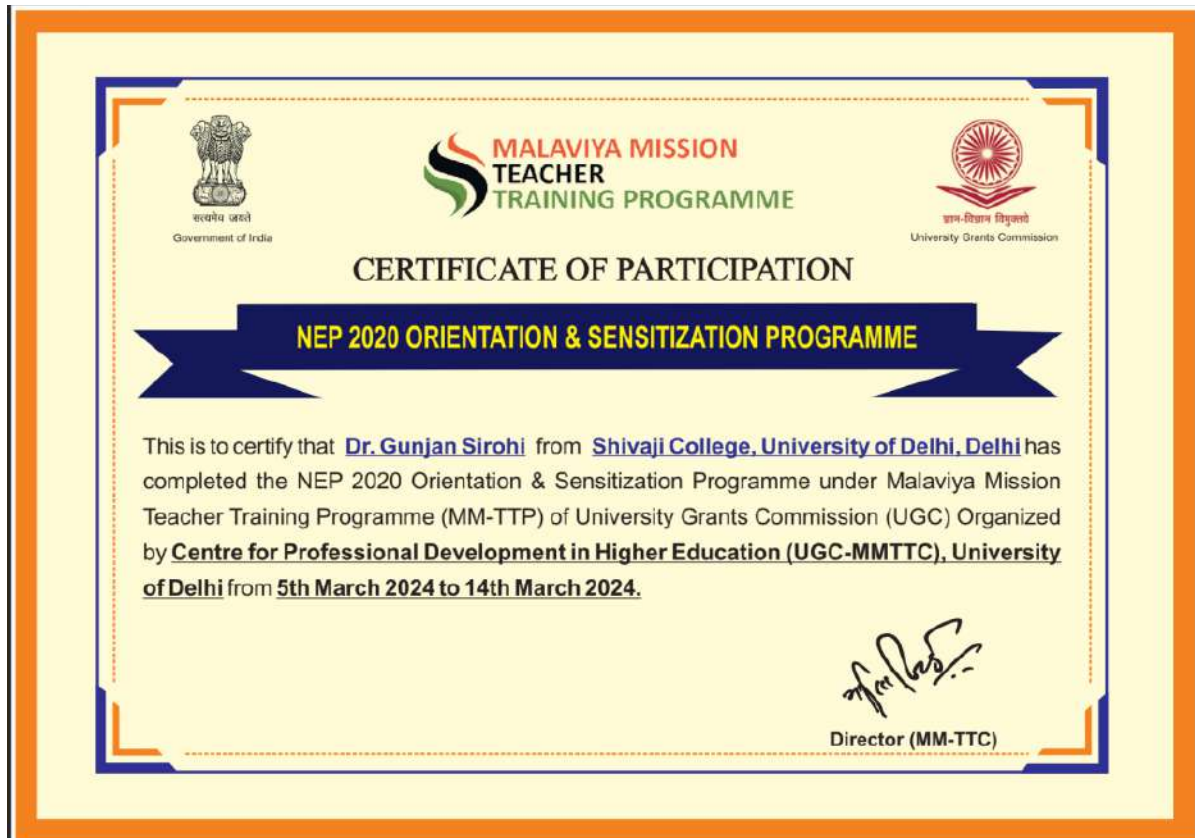 सत्यमेव जयते
Government of India
MALAVIYA MISSION
TEACHER
TRAINING PROGRAMME
ज्ञान-विज्ञान विमुक्तये
University Grants Commission
CERTIFICATE OF PARTICIPATION
NEP 2020 ORIENTATION & SENSITIZATION PROGRAMME
This is to certify that Dr. Gunjan Sirohi from Shivaji College, University of Delhi, Delhi has
completed the NEP 2020 Orientation & Sensitization Programme under Malaviya Mission
Teacher Training Programme (MM-TTP) of University Grants Commission (UGC) Organized
by Centre for Professional Development in Higher Education (UGC-MMTTC), University
of Delhi from 5th March 2024 to 14th March 2024.
Director (MM-TTC)